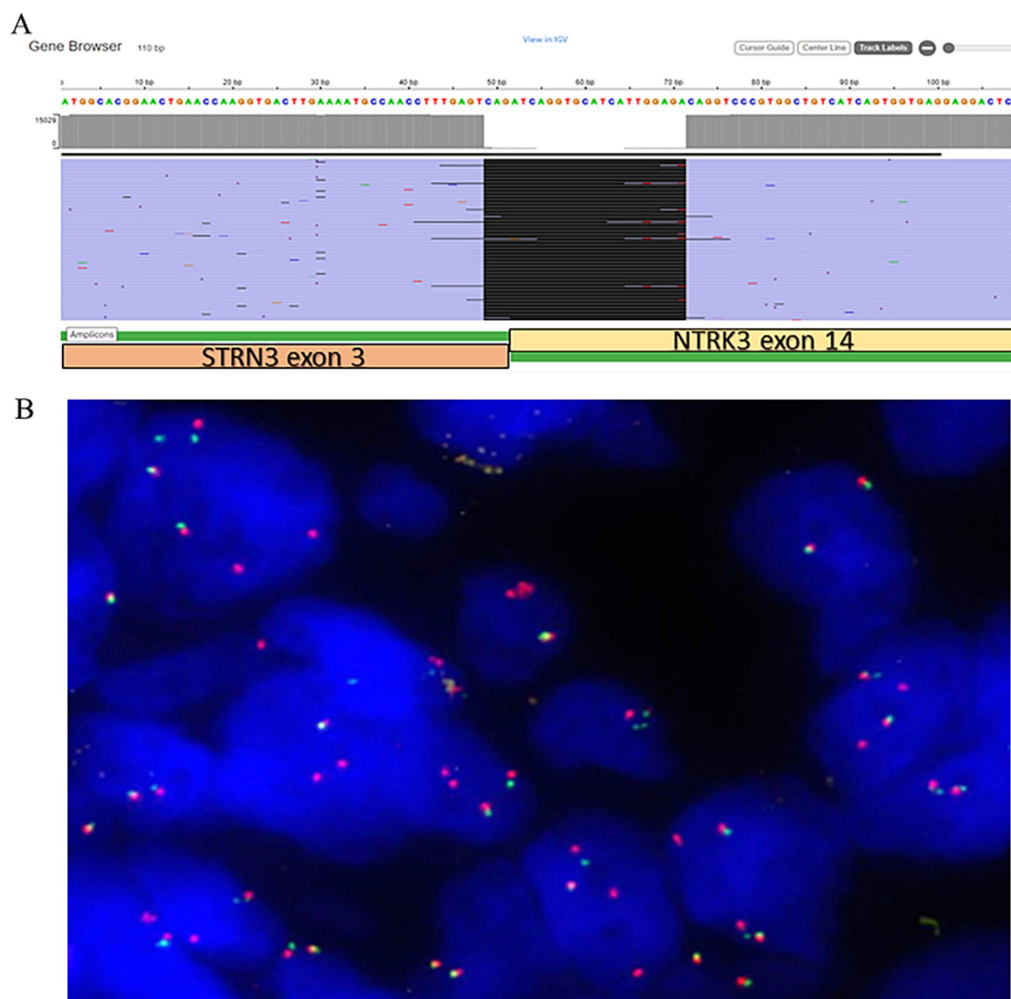 A
Gene Browser 110 bp
View in IGV
Cursor Guide Center Line Track Labels
10 bp 20 bp 30 bp 40 bp 50 bp 60 bp 70 bp 80 bp 90 bp 100 bp
ATGGCACGGAACTGAACCAAGGTGACTTGAAAATGCCAACCTTTGAGTCAGATCAGGTGCATCATTGGAGACAGGTCCCGTGGCTGTCATCAGTGGTGAGGAGGACTC
15029
0
Amplicons
STRN3 exon 3
NTRK3 exon 14
B